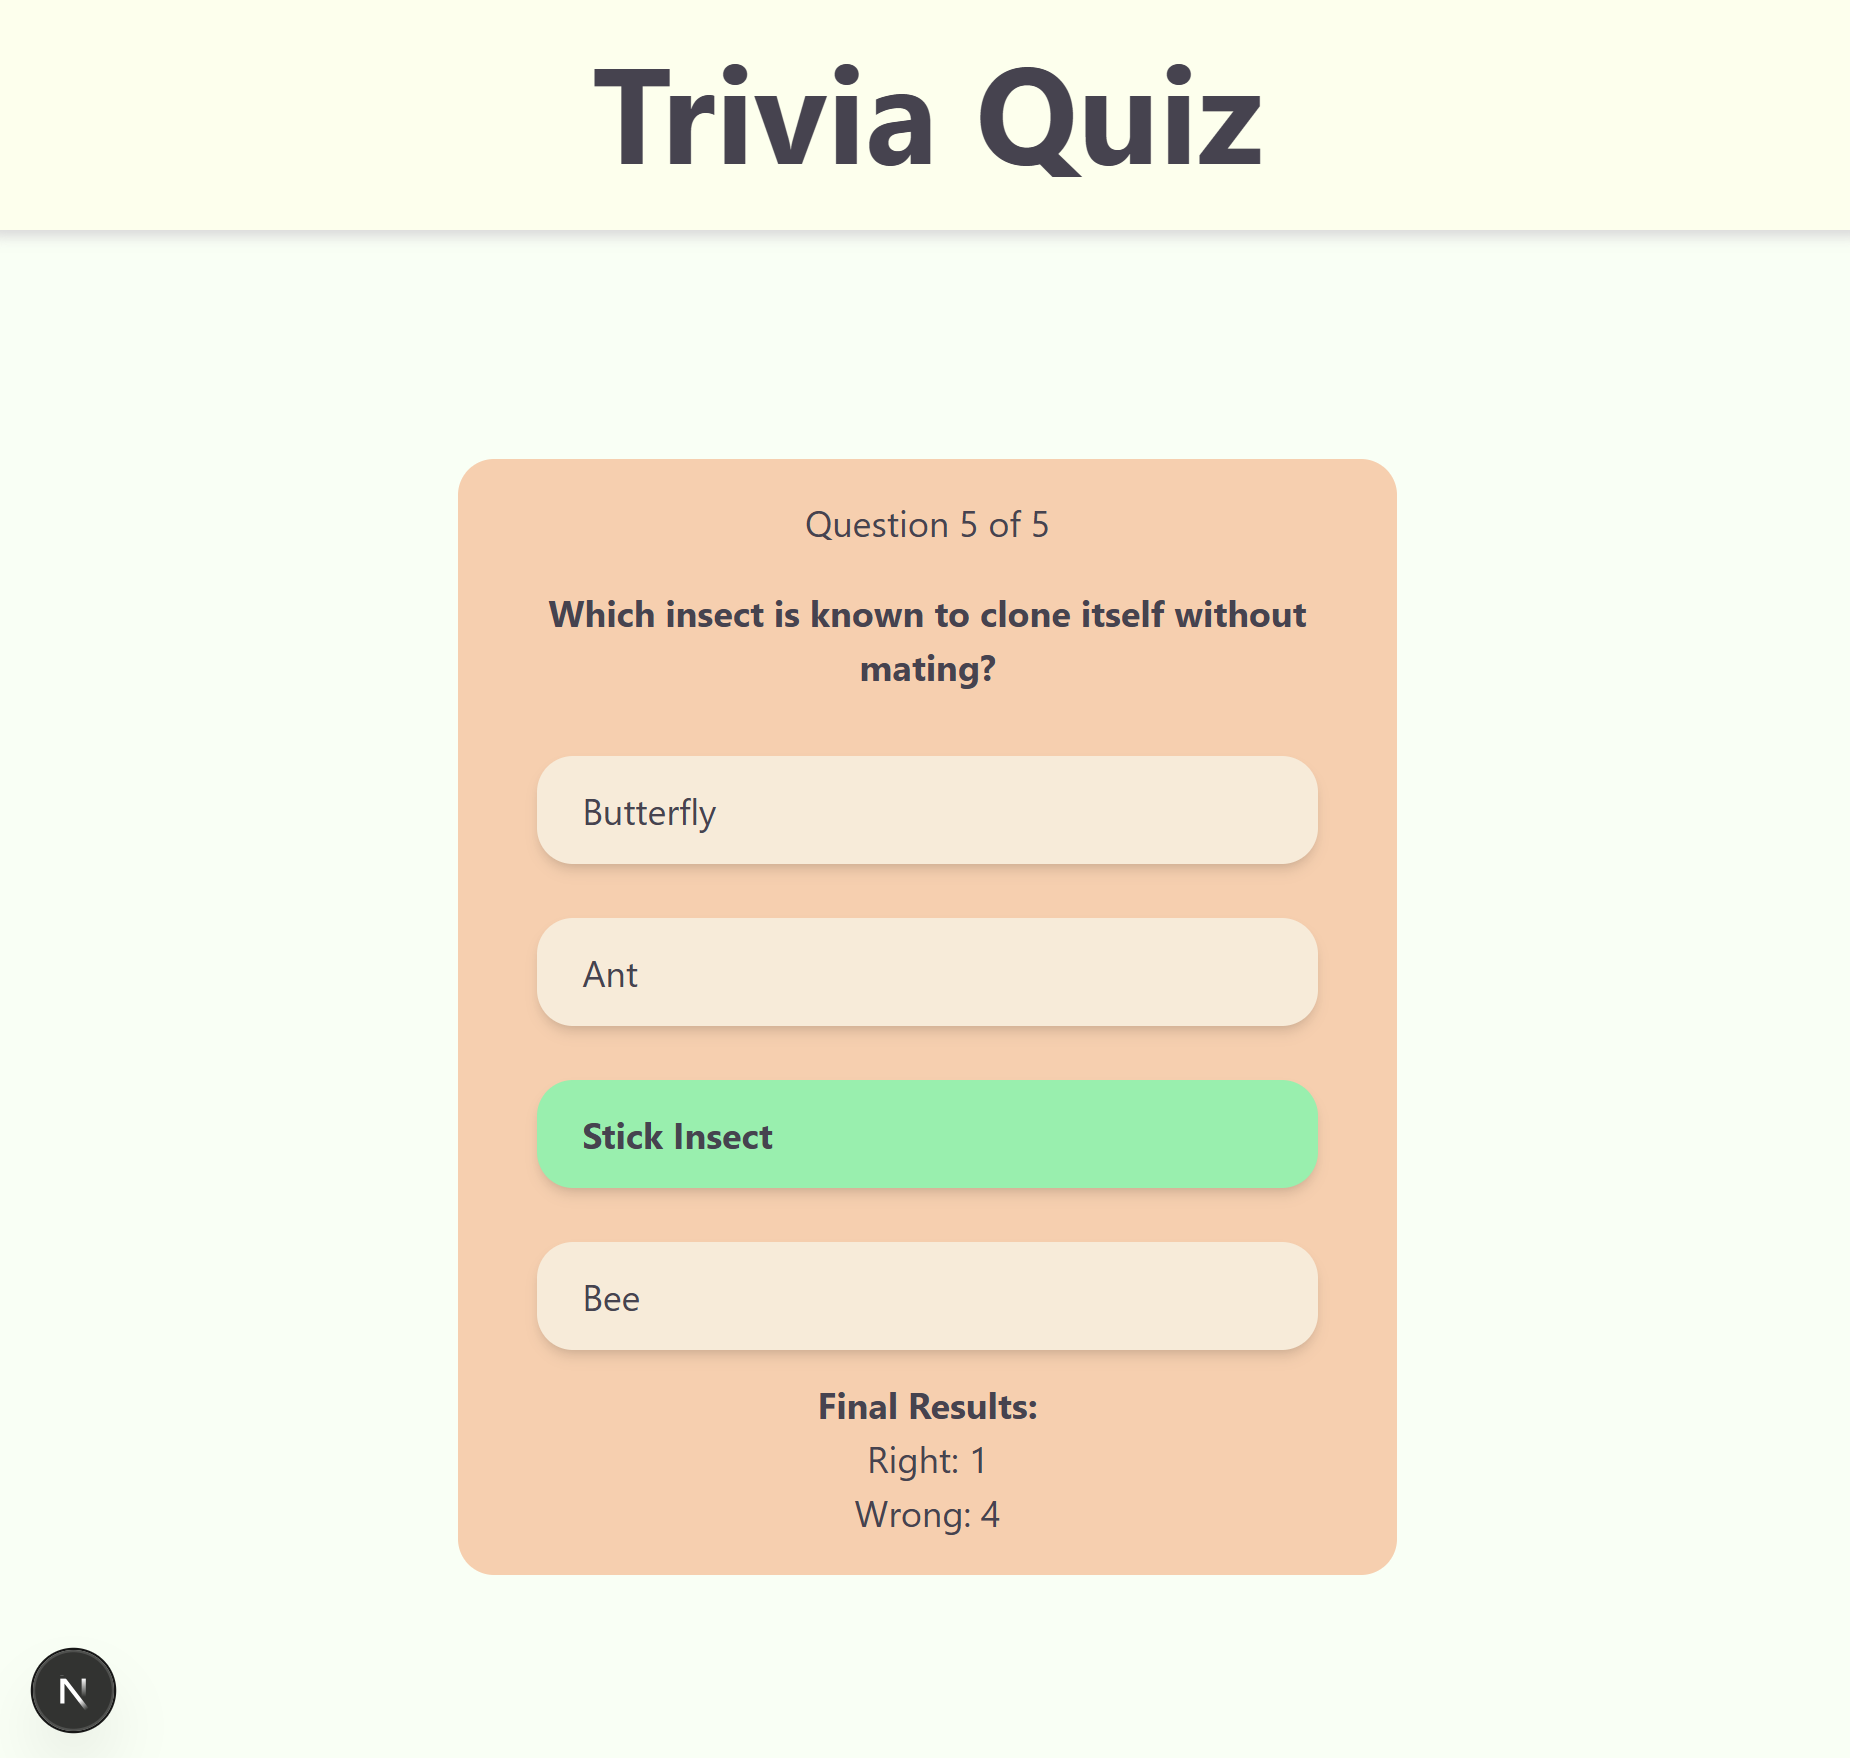 Trivia Quiz
Question 5 of 5
Which insect is known to clone itself without
mating?
Butterfly
Ant
Stick Insect
Bee
Final Results:
Right: 1
Wrong: 4
N